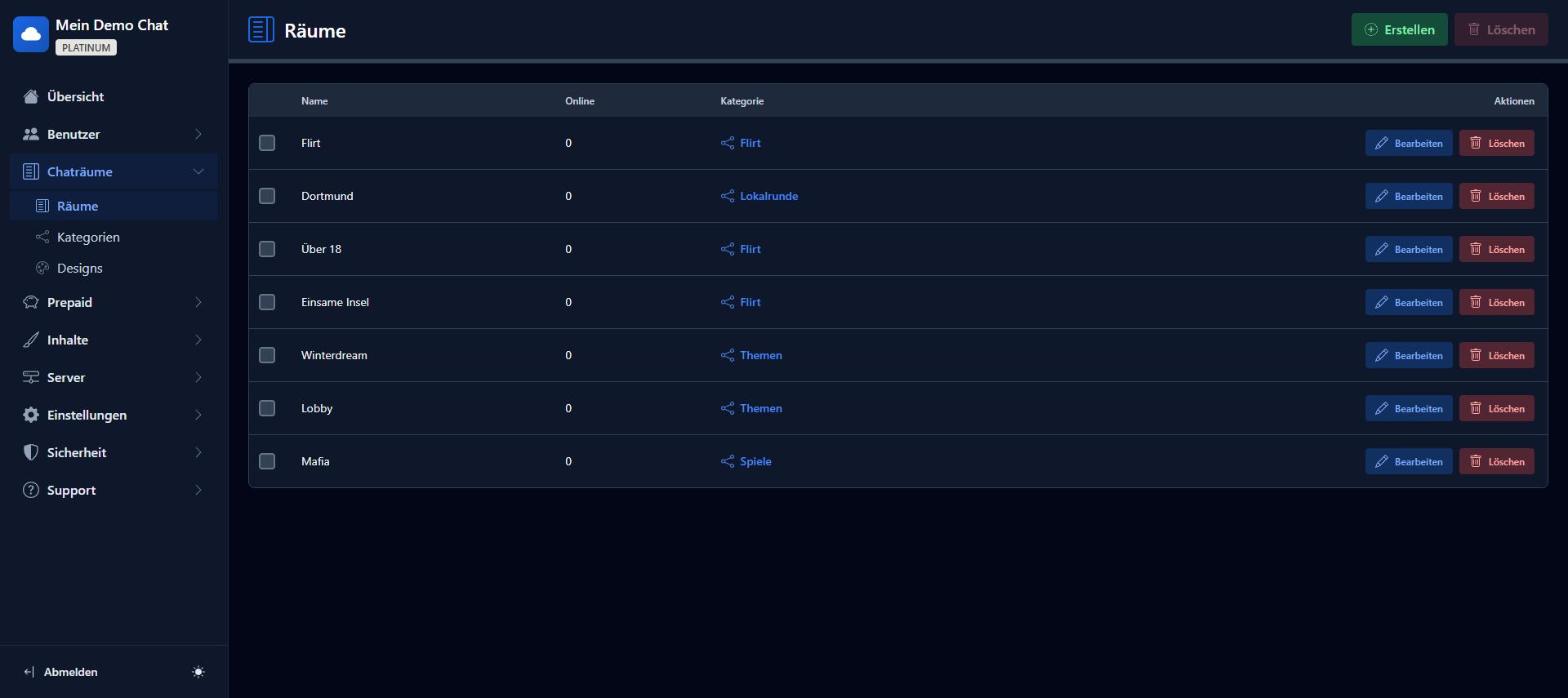 Mein Demo Chat
PLATINUM
Übersicht
Benutzer
Chaträume
Räume
Kategorien
Designs
Prepaid
Inhalte
Server
Einstellungen
Sicherheit
Support
Abmelden
Räume
Erstellen Löschen
Name Online Kategorie Aktionen
Flirt 0 Flirt Bearbeiten Löschen
Dortmund 0 Lokalrunde Bearbeiten Löschen
Über 18 0 Flirt Bearbeiten Löschen
Einsame Insel 0 Flirt Bearbeiten Löschen
Winterdream 0 Themen Bearbeiten Löschen
Lobby 0 Themen Bearbeiten Löschen
Mafia 0 Spiele Bearbeiten Löschen